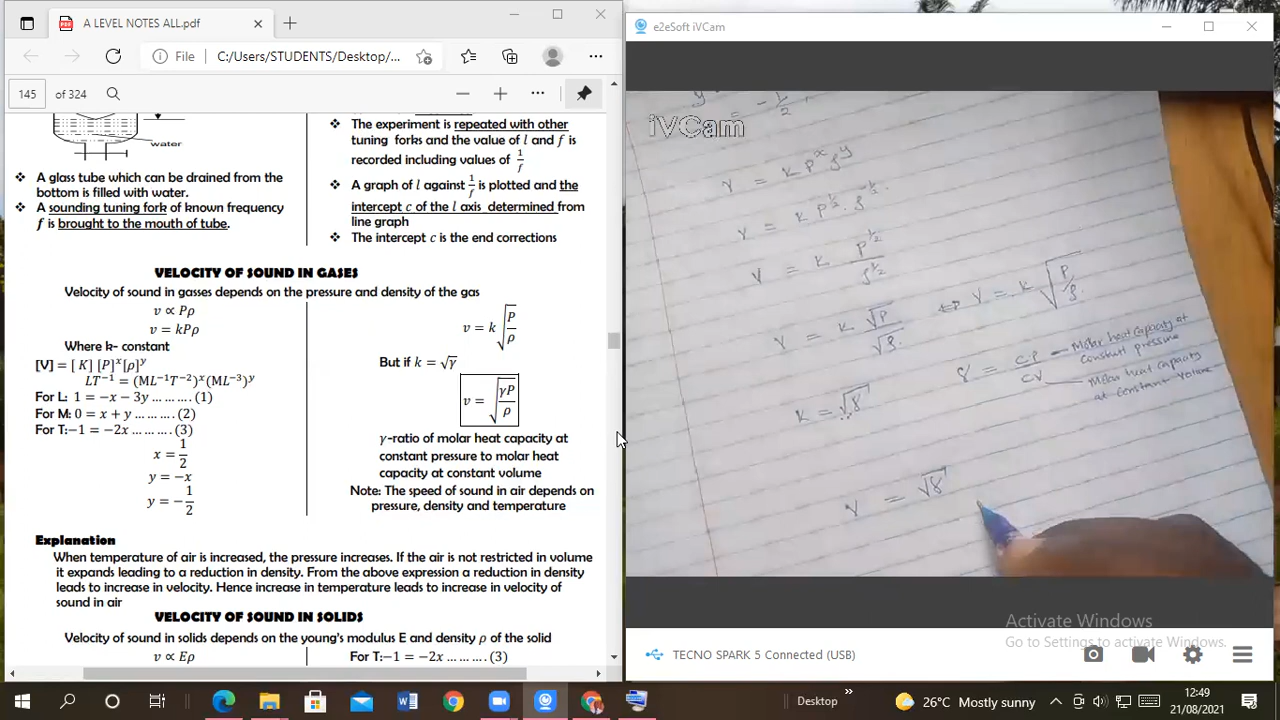 A LEVEL NOTES ALL.pdf
File
C:/Users/STUDENTS/Desktop/...
145 of 324
water
❖ A glass tube which can be drained from the
bottom is filled with water.
❖ A sounding tuning fork of known frequency
f is brought to the mouth of tube.
❖ The experiment is repeated with other
tuning forks and the value of l and f is
recorded including values of 1/f
❖ A graph of l against 1/f is plotted and the
intercept c of the l axis determined from
line graph
❖ The intercept c is the end corrections
VELOCITY OF SOUND IN GASES
Velocity of sound in gasses depends on the pressure and density of the gas
v ∝ Pρ
v = kPρ
Where k- constant
[V] = [ K] [P]^x[ρ]^y
LT⁻¹ = (ML⁻¹T⁻²)^x(ML⁻³)^y
For L: 1 = −x − 3y ... ... ... (1)
For M: 0 = x + y ... ... ... (2)
For T:−1 = −2x ... ... ... (3)
x = 1/2
y = −x
y = − 1/2
v = k √(P/ρ)
But if k = √γ
v = √(γP/ρ)
γ-ratio of molar heat capacity at
constant pressure to molar heat
capacity at constant volume
Note: The speed of sound in air depends on
pressure, density and temperature
Explanation
When temperature of air is increased, the pressure increases. If the air is not restricted in volume
it expands leading to a reduction in density. From the above expression a reduction in density
leads to increase in velocity. Hence increase in temperature leads to increase in velocity of
sound in air
VELOCITY OF SOUND IN SOLIDS
Velocity of sound in solids depends on the young's modulus E and density ρ of the solid
v ∝ Eρ
For T:−1 = −2x ... ... ... (3)
e2eSoft iVCam
iVCam
v = k P^x ρ^y
v = k P^1/2 . ρ^-1/2 .
v = k P^1/2 / ρ^1/2
v = k √P / √ρ . ⇔ v = k √(P/ρ).
γ = C.P / CV
Molar heat capacity at
constant pressure
Molar heat capacity
at constant volume
k = √γ
v = √γ
Activate Windows
Go to Settings to activate Windows.
TECNO SPARK 5 Connected (USB)
Desktop
26°C Mostly sunny
12:49
21/08/2021